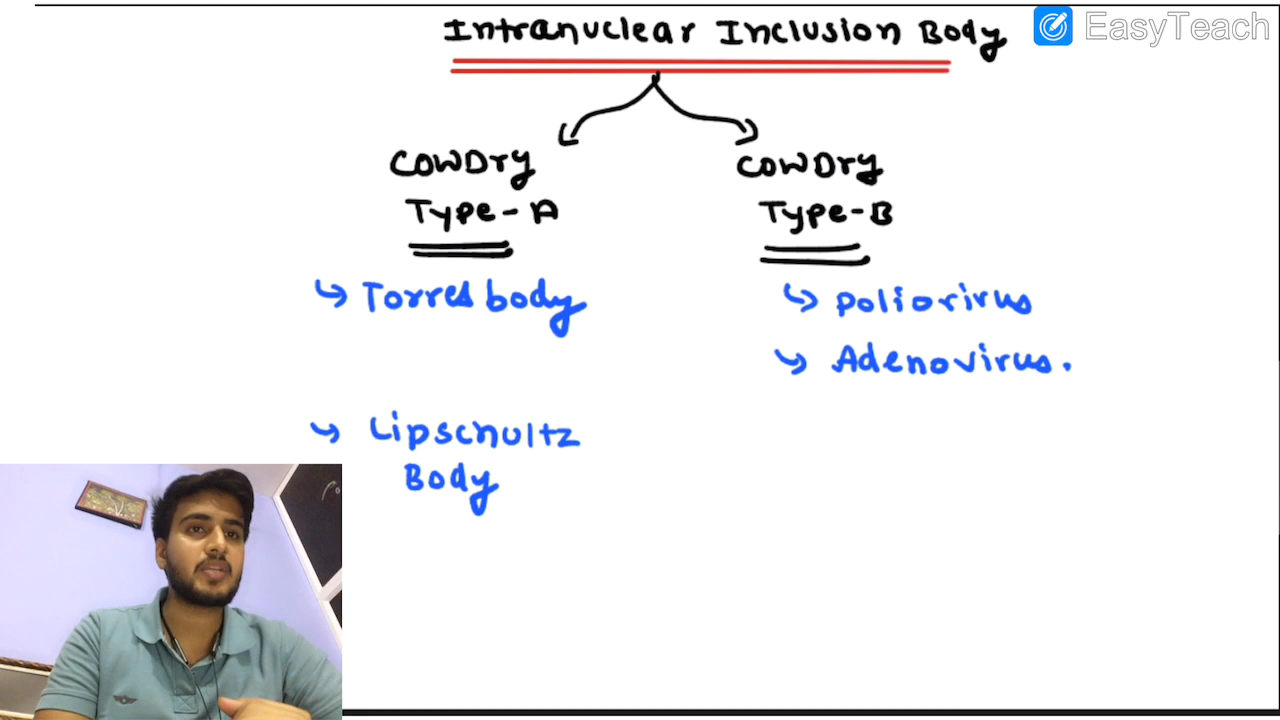 Intranuclear Inclusion Body
EasyTeach
CowDry
Type-A
CowDry
Type-B
Torres body
Poliovirus
Adenovirus.
Lipschultz
Body